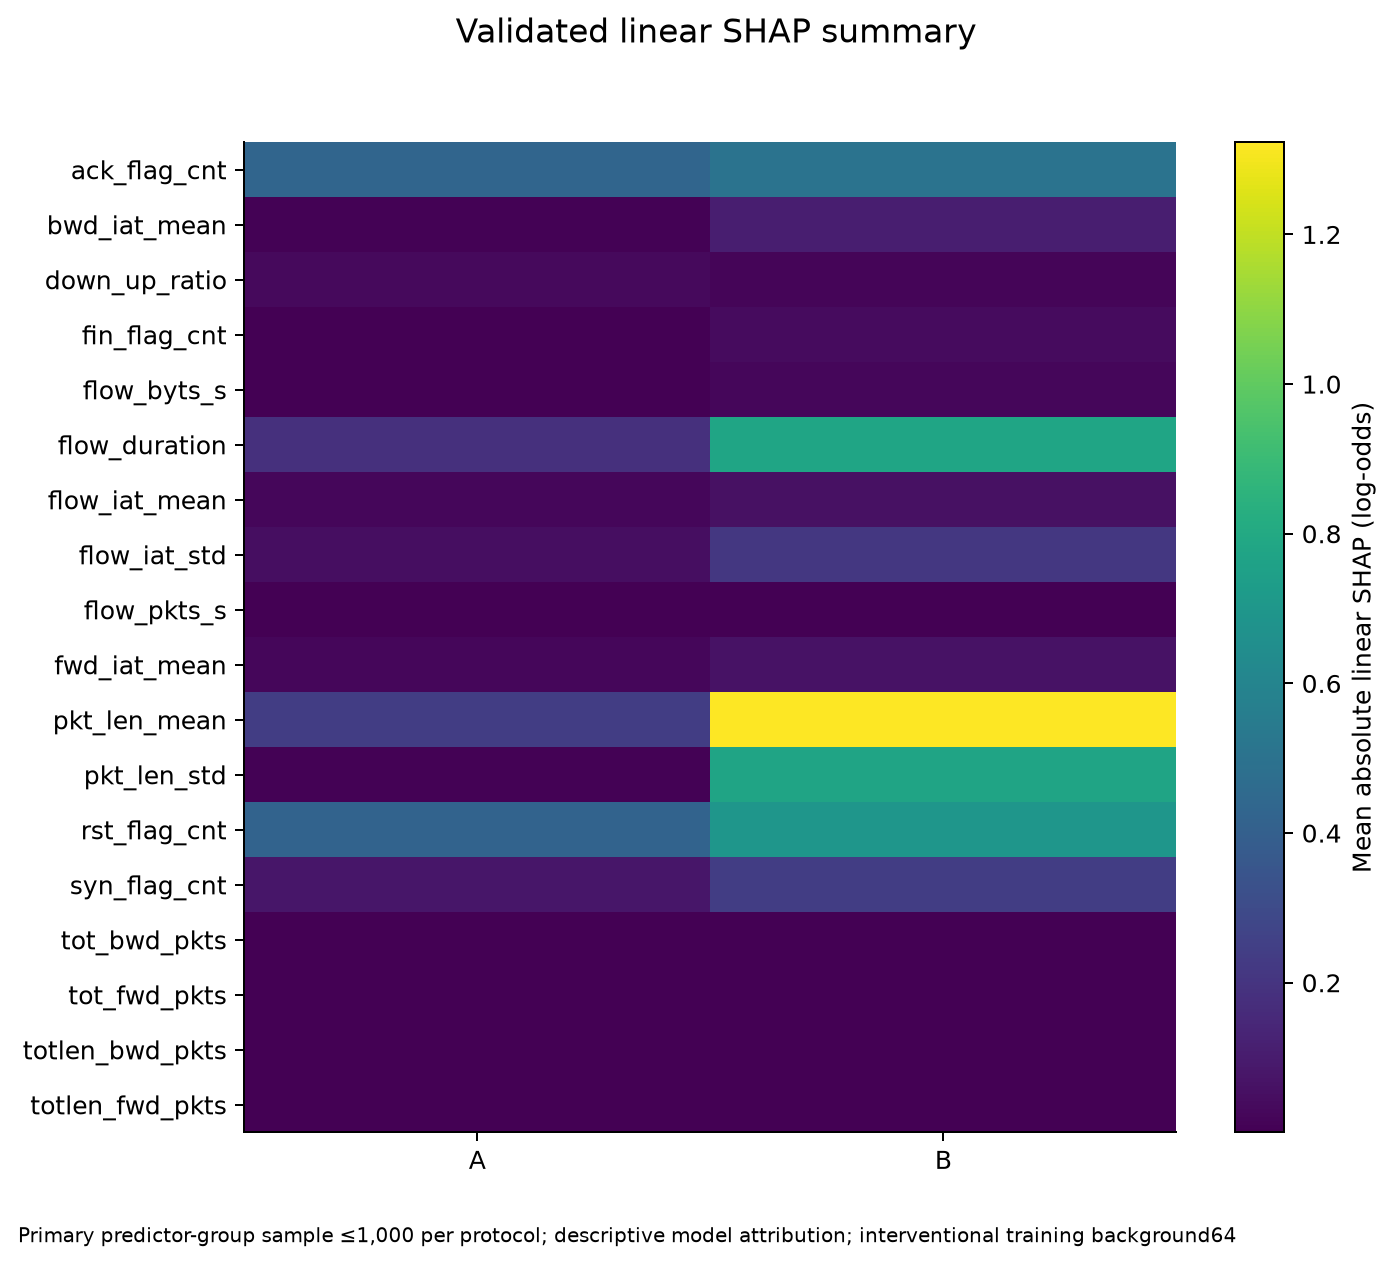 Validated linear SHAP summary
ack_flag_cnt
bwd_iat_mean
down_up_ratio
fin_flag_cnt
flow_byts_s
flow_duration
flow_iat_mean
flow_iat_std
flow_pkts_s
fwd_iat_mean
pkt_len_mean
pkt_len_std
rst_flag_cnt
syn_flag_cnt
tot_bwd_pkts
tot_fwd_pkts
totlen_bwd_pkts
totlen_fwd_pkts
A B
1.2
1.0
0.8
0.6
0.4
0.2
Mean absolute linear SHAP (log-odds)
Primary predictor-group sample ≤1,000 per protocol; descriptive model attribution; interventional training background64